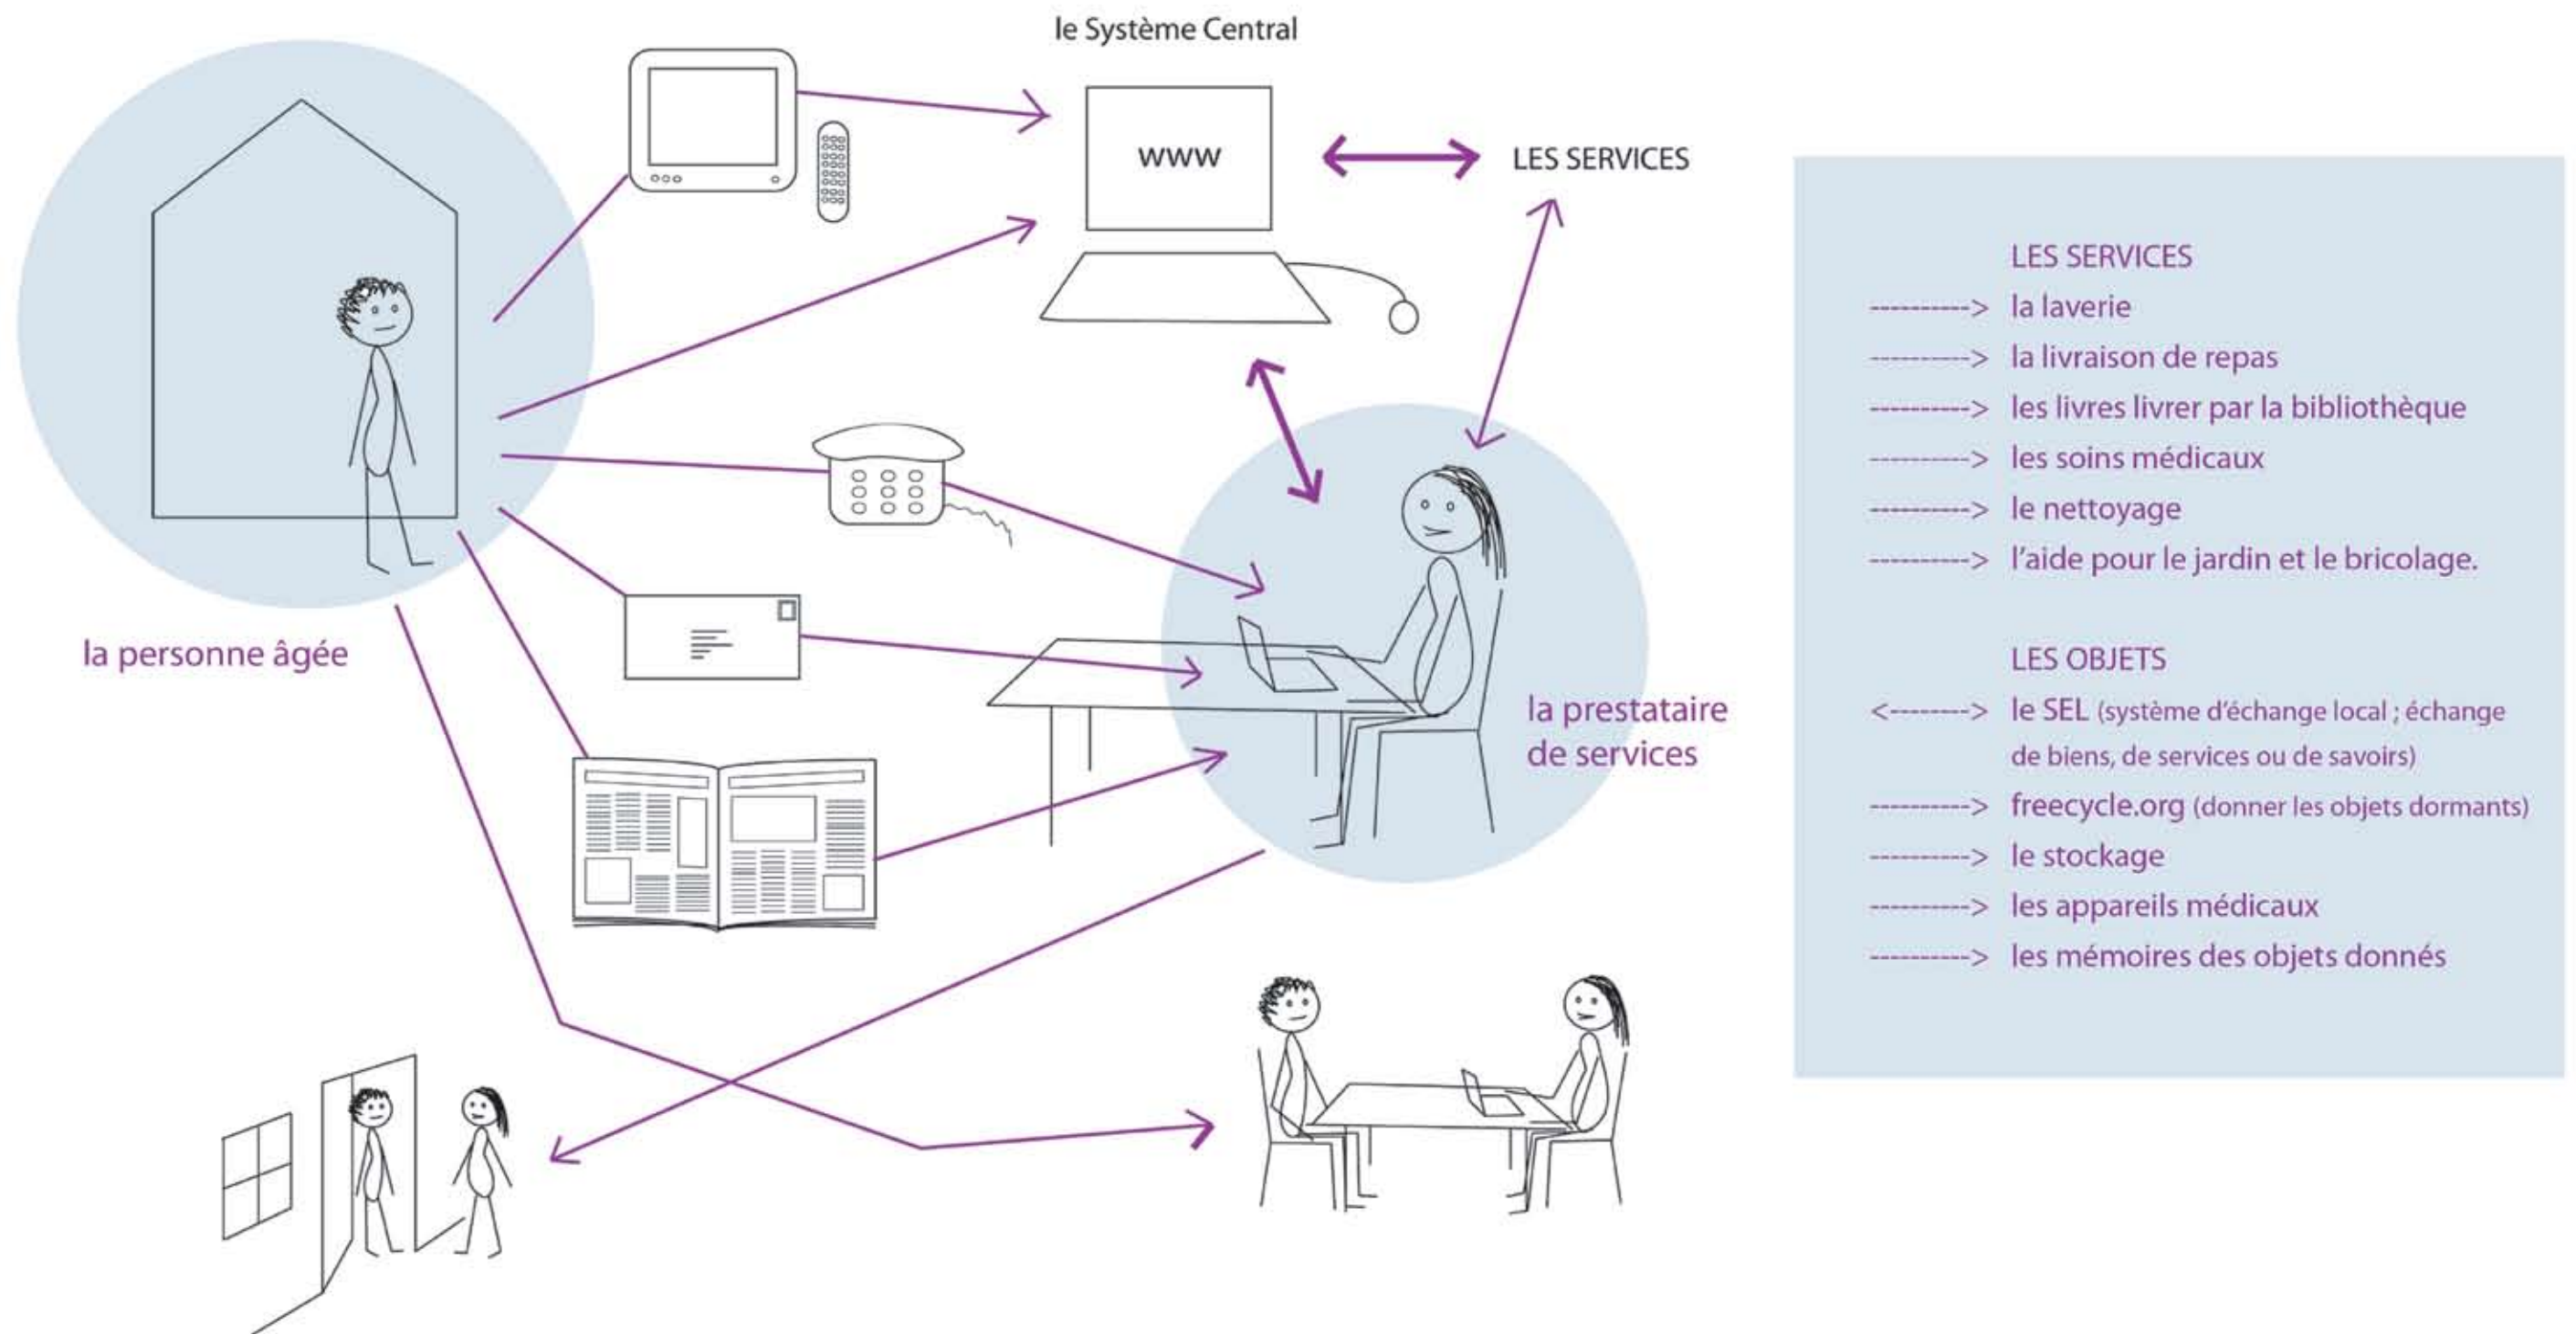 le Système Central
www
LES SERVICES
la personne âgée
la prestataire
de services
LES SERVICES
----------> la laverie
----------> la livraison de repas
----------> les livres livrer par la bibliothèque
----------> les soins médicaux
----------> le nettoyage
----------> l'aide pour le jardin et le bricolage.
LES OBJETS
<--------> le SEL (système d'échange local ; échange
de biens, de services ou de savoirs)
----------> freecycle.org (donner les objets dormants)
----------> le stockage
----------> les appareils médicaux
----------> les mémoires des objets donnés